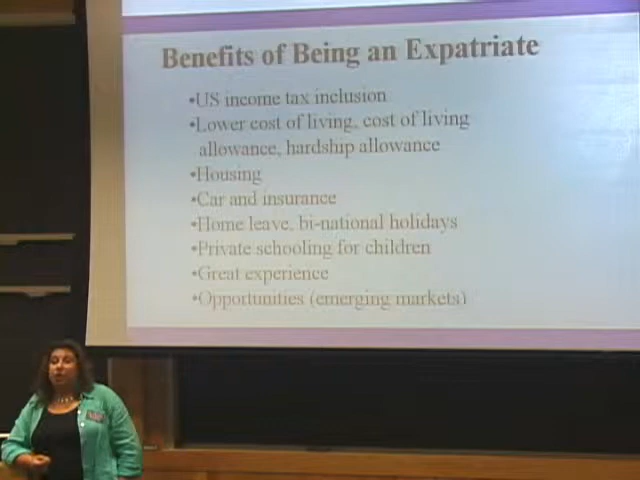 Benefits of Being an Expatriate
•US income tax inclusion
•Lower cost of living, cost of living
allowance, hardship allowance
•Housing
•Car and insurance
•Home leave, bi-national holidays
•Private schooling for children
•Great experience
•Opportunities (emerging markets)